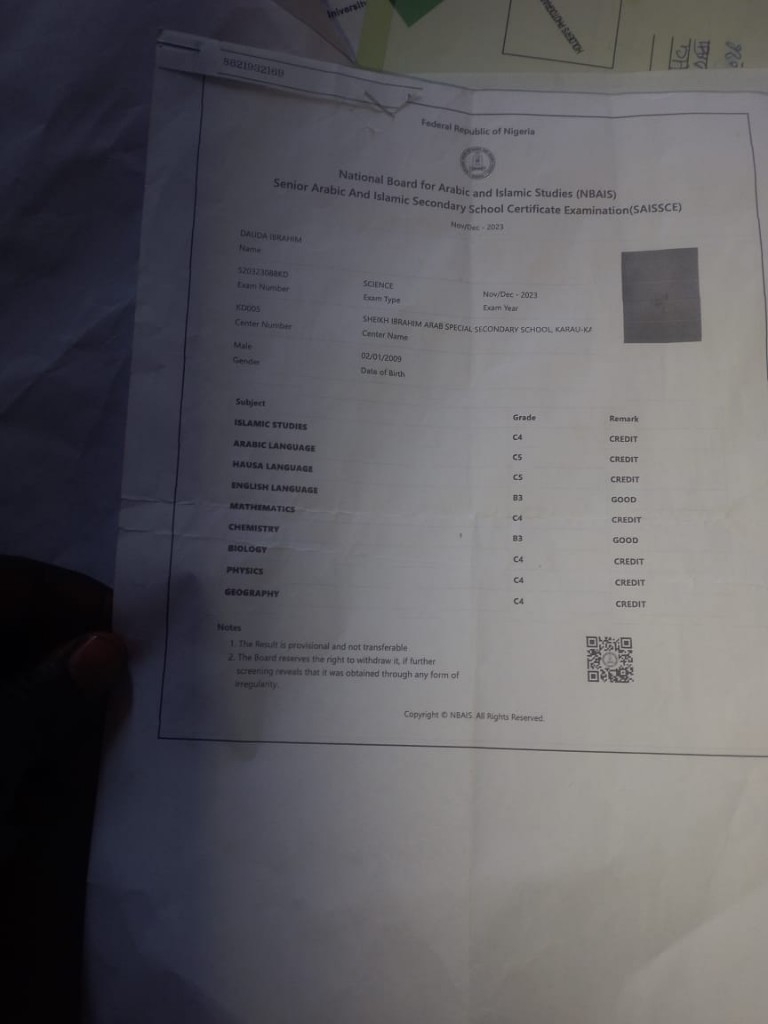 Universit
5621932169
HOLDER'S
Federal Republic of Nigeria
National Board for Arabic and Islamic Studies (NBAIS)
Senior Arabic And Islamic Secondary School Certificate Examination(SAISSCE)
Nov/Dec - 2023
DAUDA IBRAHIM
Name
Exam Number
SCIENCE
Exam Type
Nov/Dec - 2023
Exam Year
KD005
Center Number
SHEIKH IBRAHIM ARAB SPECIAL SECONDARY SCHOOL, KARAU-KA
Center Name
Male
Gender
02/01/2009
Date of Birth
Subject Grade Remark
ISLAMIC STUDIES C4 CREDIT
ARABIC LANGUAGE C5 CREDIT
HAUSA LANGUAGE C5 CREDIT
ENGLISH LANGUAGE B3 GOOD
MATHEMATICS C4 CREDIT
CHEMISTRY B3 GOOD
BIOLOGY C4 CREDIT
PHYSICS C4 CREDIT
GEOGRAPHY C4 CREDIT
Notes
1. The Result is provisional and not transferable
2. The Board reserves the right to withdraw it, if further
screening reveals that it was obtained through any form of
irregularity.
Copyright © NBAIS. All Rights Reserved.